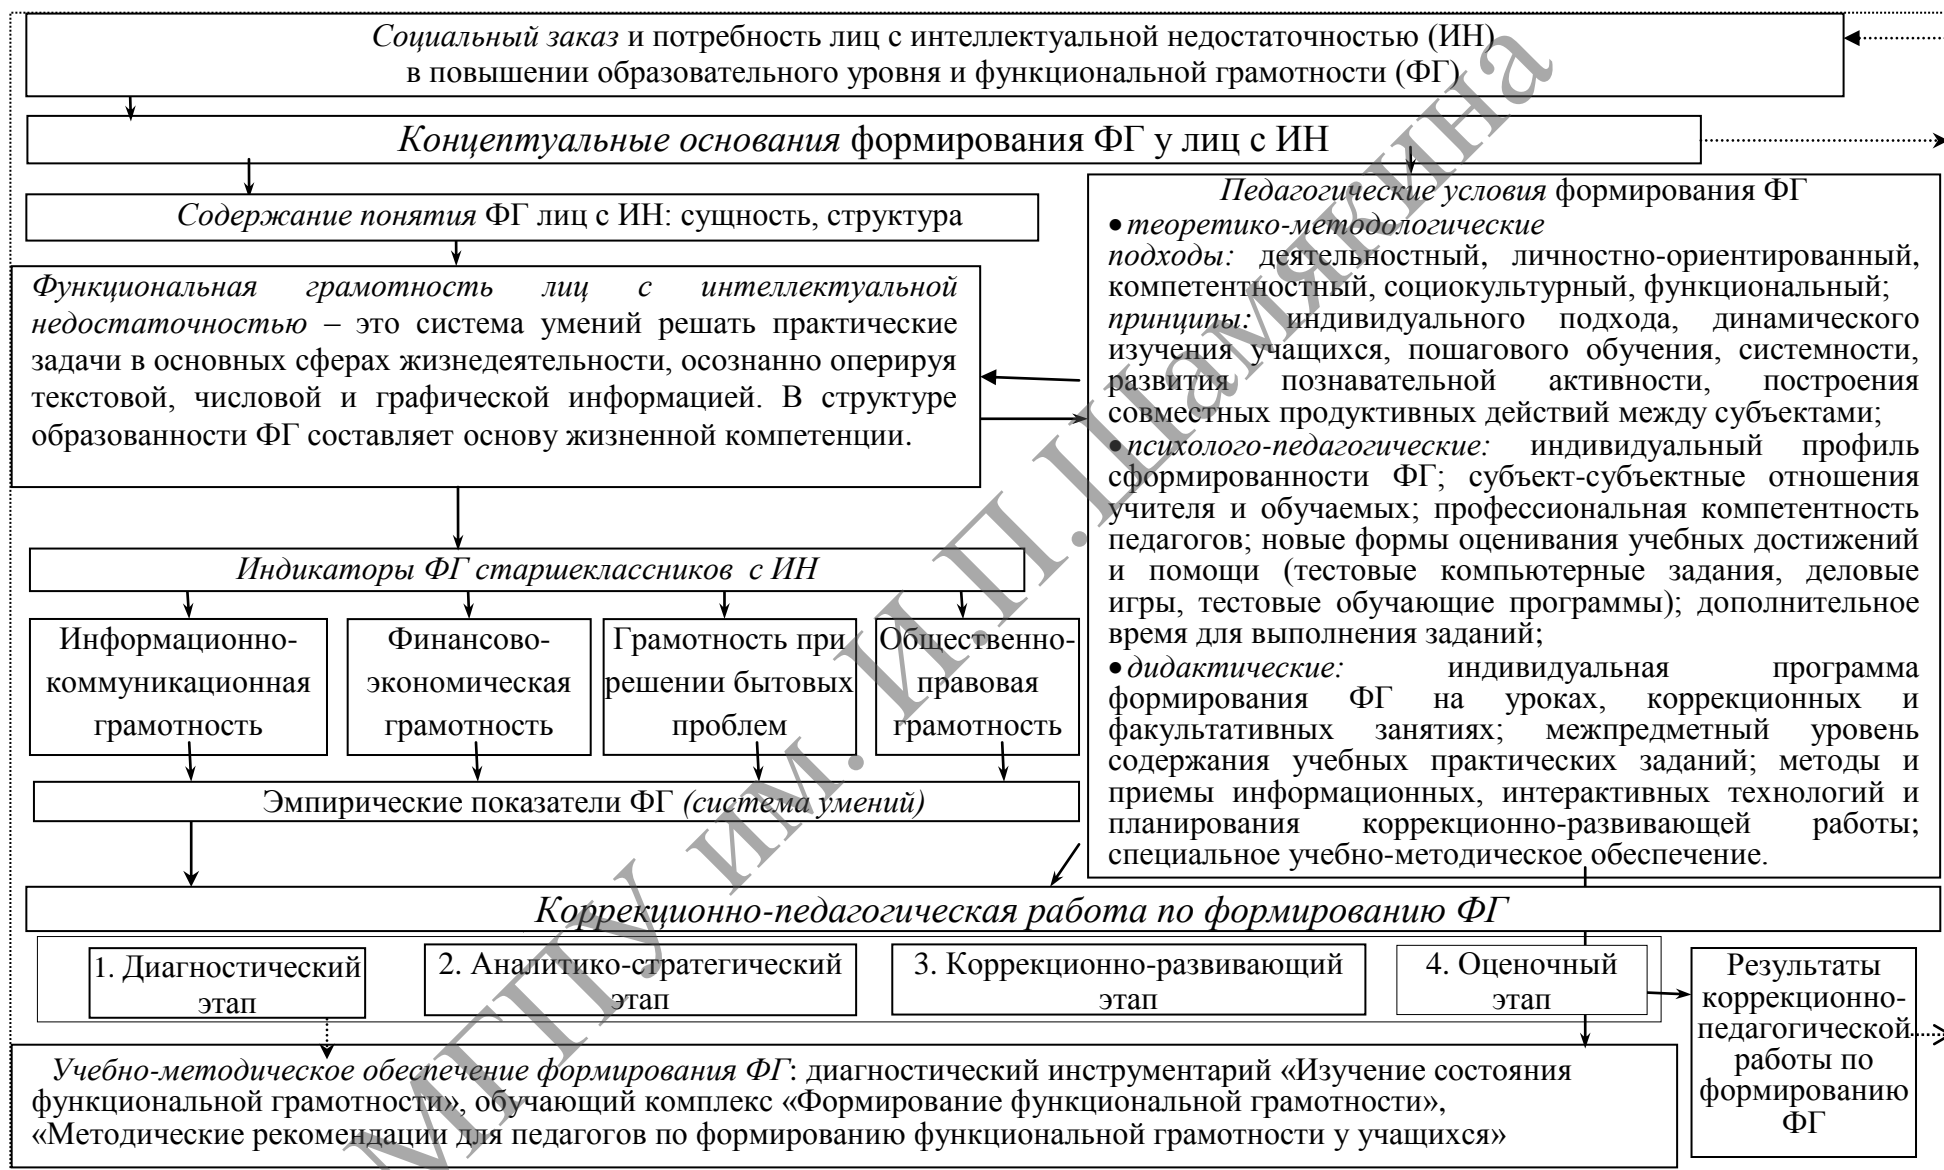 Социальный заказ и потребность лиц с интеллектуальной недостаточностью (ИН)
в повышении образовательного уровня и функциональной грамотности (ФГ)
Концептуальные основания формирования ФГ у лиц с ИН
Содержание понятия ФГ лиц с ИН: сущность, структура
Функциональная грамотность лиц с интеллектуальной
недостаточностью – это система умений решать практические
задачи в основных сферах жизнедеятельности, осознанно оперируя
текстовой, числовой и графической информацией. В структуре
образованности ФГ составляет основу жизненной компетенции.
Индикаторы ФГ старшеклассников с ИН
Информационно-
коммуникационная
грамотность
Финансово-
экономическая
грамотность
Грамотность при
решении бытовых
проблем
Общественно-
правовая
грамотность
Эмпирические показатели ФГ (система умений)
Педагогические условия формирования ФГ
• теоретико-методологические
подходы: деятельностный, личностно-ориентированный,
компетентностный, социокультурный, функциональный;
принципы: индивидуального подхода, динамического
изучения учащихся, пошагового обучения, системности,
развития познавательной активности, построения
совместных продуктивных действий между субъектами;
• психолого-педагогические: индивидуальный профиль
сформированности ФГ; субъект-субъектные отношения
учителя и обучаемых; профессиональная компетентность
педагогов; новые формы оценивания учебных достижений
и помощи (тестовые компьютерные задания, деловые
игры, тестовые обучающие программы); дополнительное
время для выполнения заданий;
• дидактические: индивидуальная программа
формирования ФГ на уроках, коррекционных и
факультативных занятиях; межпредметный уровень
содержания учебных практических заданий; методы и
приемы информационных, интерактивных технологий и
планирования коррекционно-развивающей работы;
специальное учебно-методическое обеспечение.
Коррекционно-педагогическая работа по формированию ФГ
1. Диагностический
этап
2. Аналитико-стратегический
этап
3. Коррекционно-развивающий
этап
4. Оценочный
этап
Результаты
коррекционно-
педагогической
работы по
формированию
ФГ
Учебно-методическое обеспечение формирования ФГ: диагностический инструментарий «Изучение состояния
функциональной грамотности», обучающий комплекс «Формирование функциональной грамотности»,
«Методические рекомендации для педагогов по формированию функциональной грамотности у учащихся»
МГПУ им. И.П.Шамякина